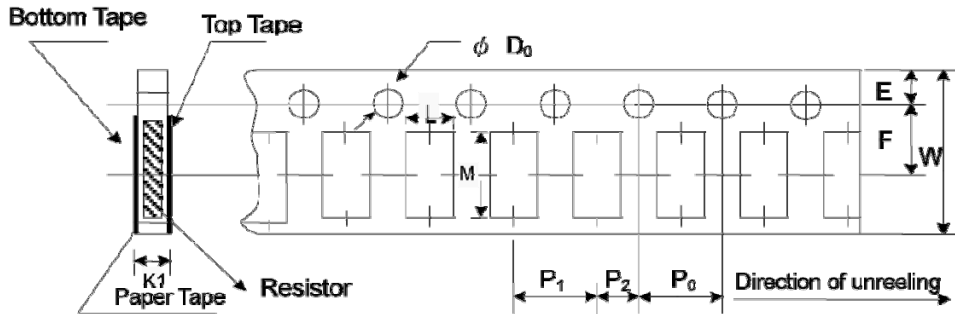 Bottom Tape
Top Tape
ϕ D₀
E
L
F
M
W
K1
P₁
P₂
P₀
Direction of unreeling
Resistor
Paper Tape